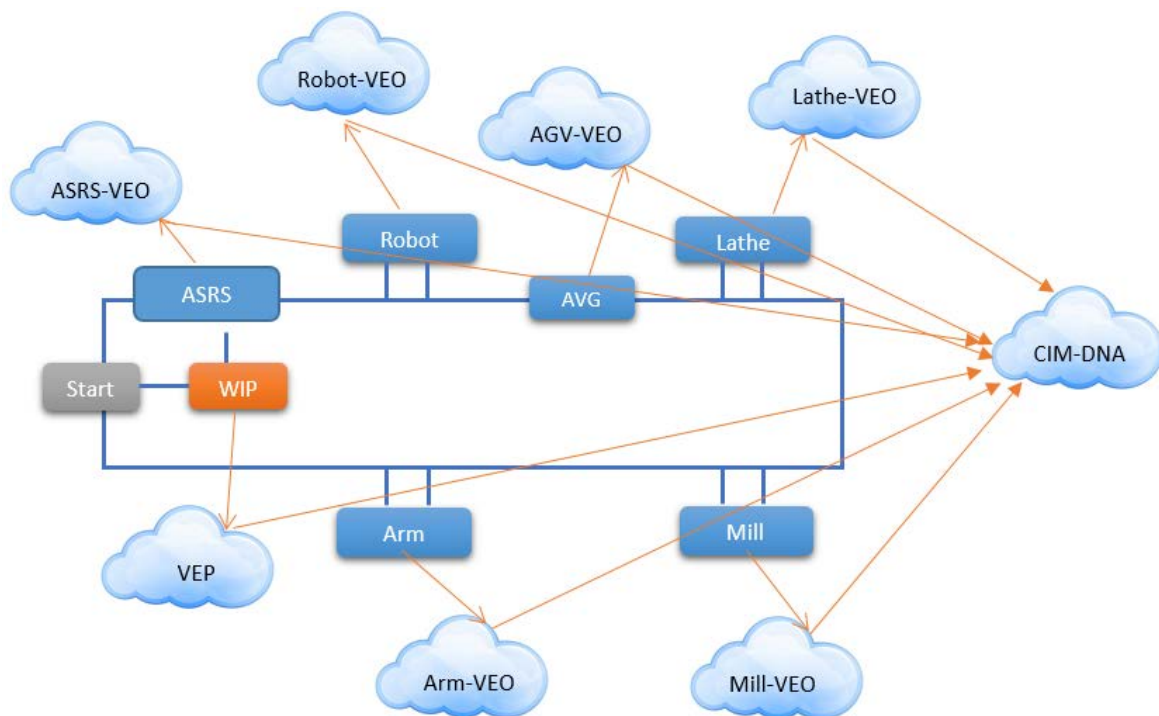 Robot-VEO
Lathe-VEO
AGV-VEO
ASRS-VEO
Robot
Lathe
ASRS
AVG
CIM-DNA
Start
WIP
Arm
Mill
VEP
Arm-VEO
Mill-VEO